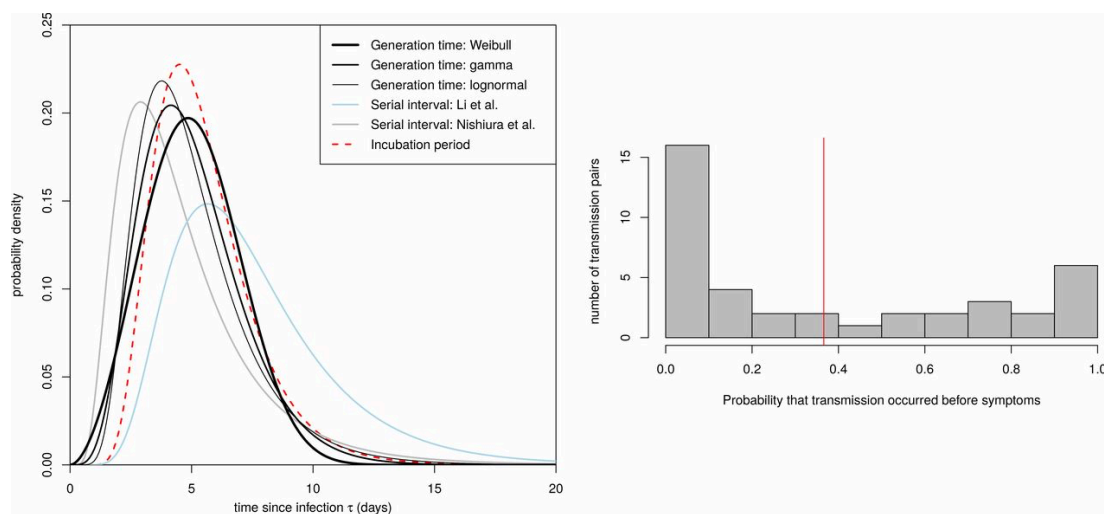 0.25
0.20
0.15
0.10
0.05
0.00
probability density
Generation time: Weibull
Generation time: gamma
Generation time: lognormal
Serial interval: Li et al.
Serial interval: Nishiura et al.
Incubation period
0 5 10 15 20
time since infection τ (days)
15
10
5
0
number of transmission pairs
0.0 0.2 0.4 0.6 0.8 1.0
Probability that transmission occurred before symptoms